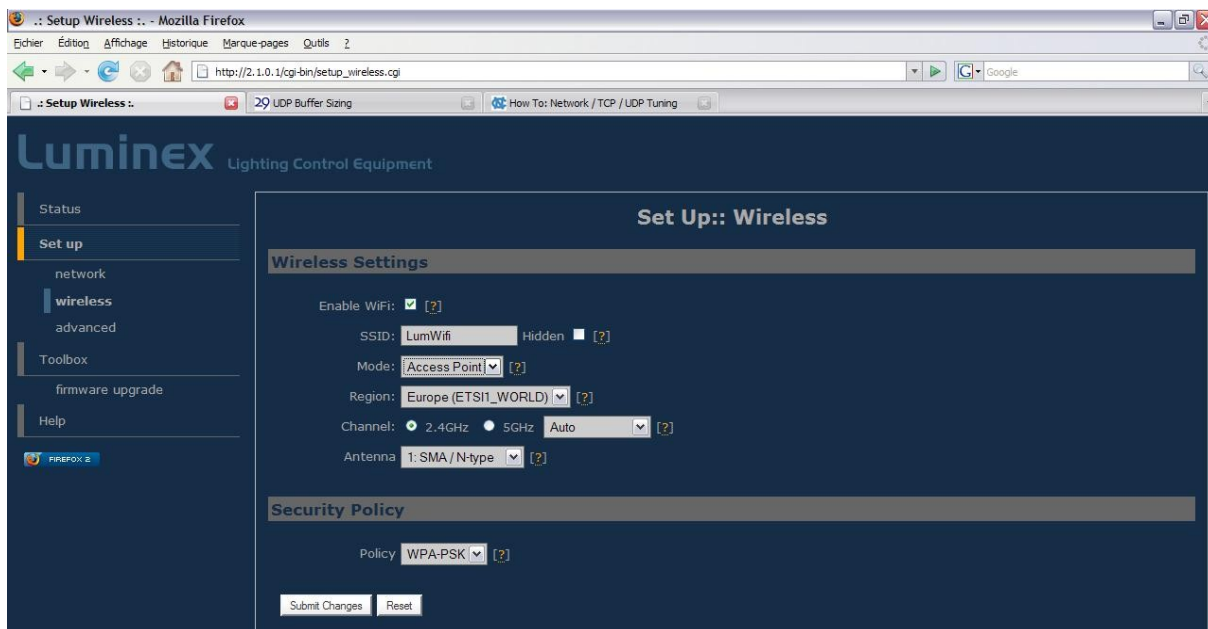 .: Setup Wireless :. - Mozilla Firefox
Fichier Édition Affichage Historique Marque-pages Outils ?
http://2.1.0.1/cgi-bin/setup_wireless.cgi
G Google
.: Setup Wireless :.
29 UDP Buffer Sizing
How To: Network / TCP / UDP Tuning
Luminex Lighting Control Equipment
Status
Set up
network
wireless
advanced
Toolbox
firmware upgrade
Help
FIREFOX 2
Set Up:: Wireless
Wireless Settings
Enable WiFi: [?]
SSID: LumWifi Hidden [?]
Mode: Access Point [?]
Region: Europe (ETSI1_WORLD) [?]
Channel: 2.4GHz 5GHz Auto [?]
Antenna 1: SMA / N-type [?]
Security Policy
Policy WPA-PSK [?]
Submit Changes Reset